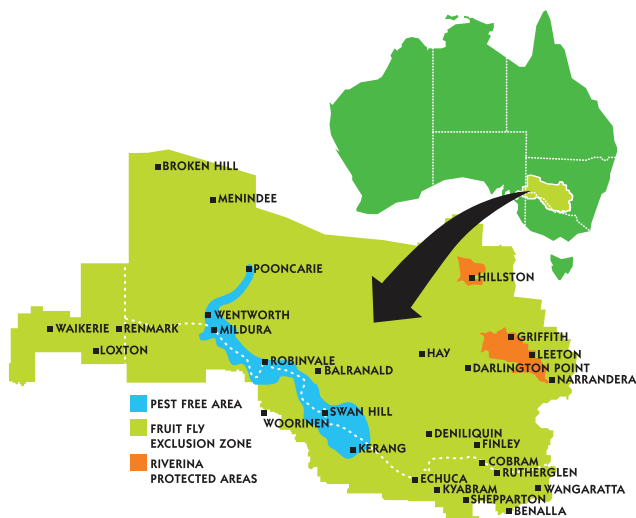 BROKEN HILL
MENINDEE
POONCARIE
HILLSTON
WENTWORTH
MILDURA
WAIKERIE
RENMARK
LOXTON
GRIFFITH
LEETON
HAY
DARLINGTON POINT
NARRANDERA
ROBINVALE
BALRANALD
PEST FREE AREA
FRUIT FLY
EXCLUSION ZONE
RIVERINA
PROTECTED AREAS
WOORINEN
SWAN HILL
KERANG
DENILIQUIN
FINLEY
COBRAM
RUTHERGLEN
ECHUCA
KYABRAM
WANGARATTA
SHEPPARTON
BENALLA